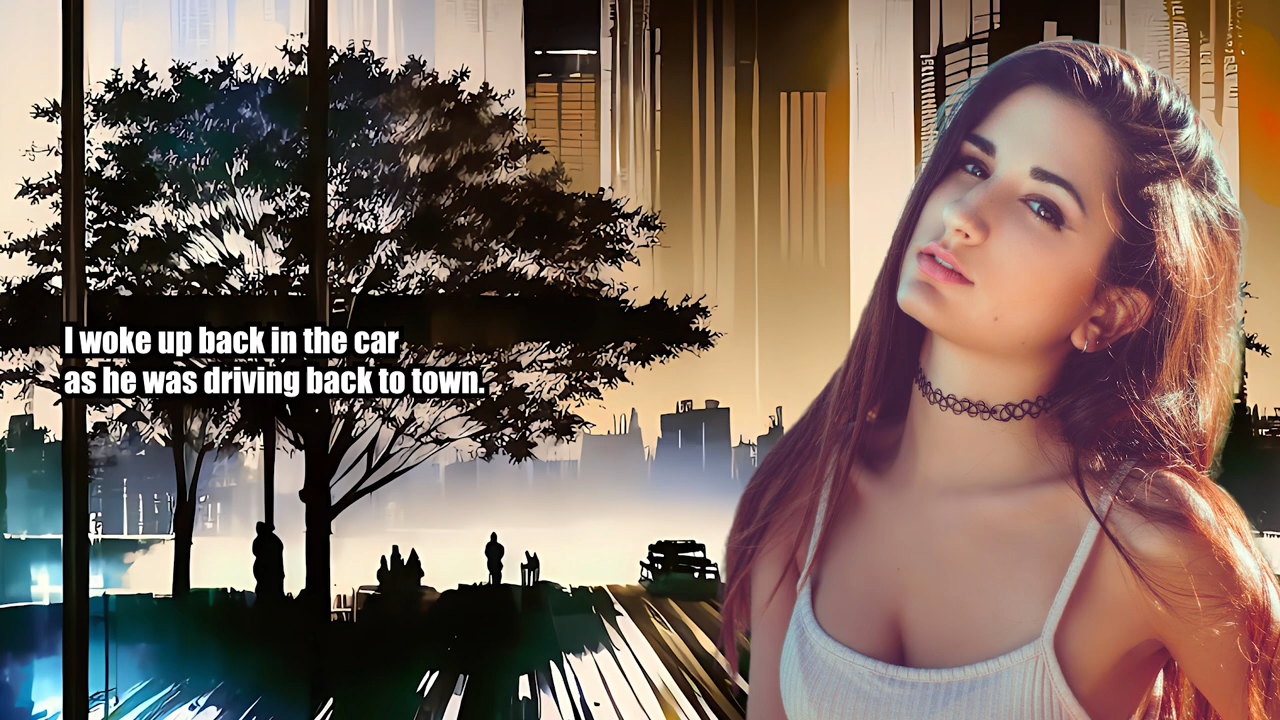 I woke up back in the car
as he was driving back to town.